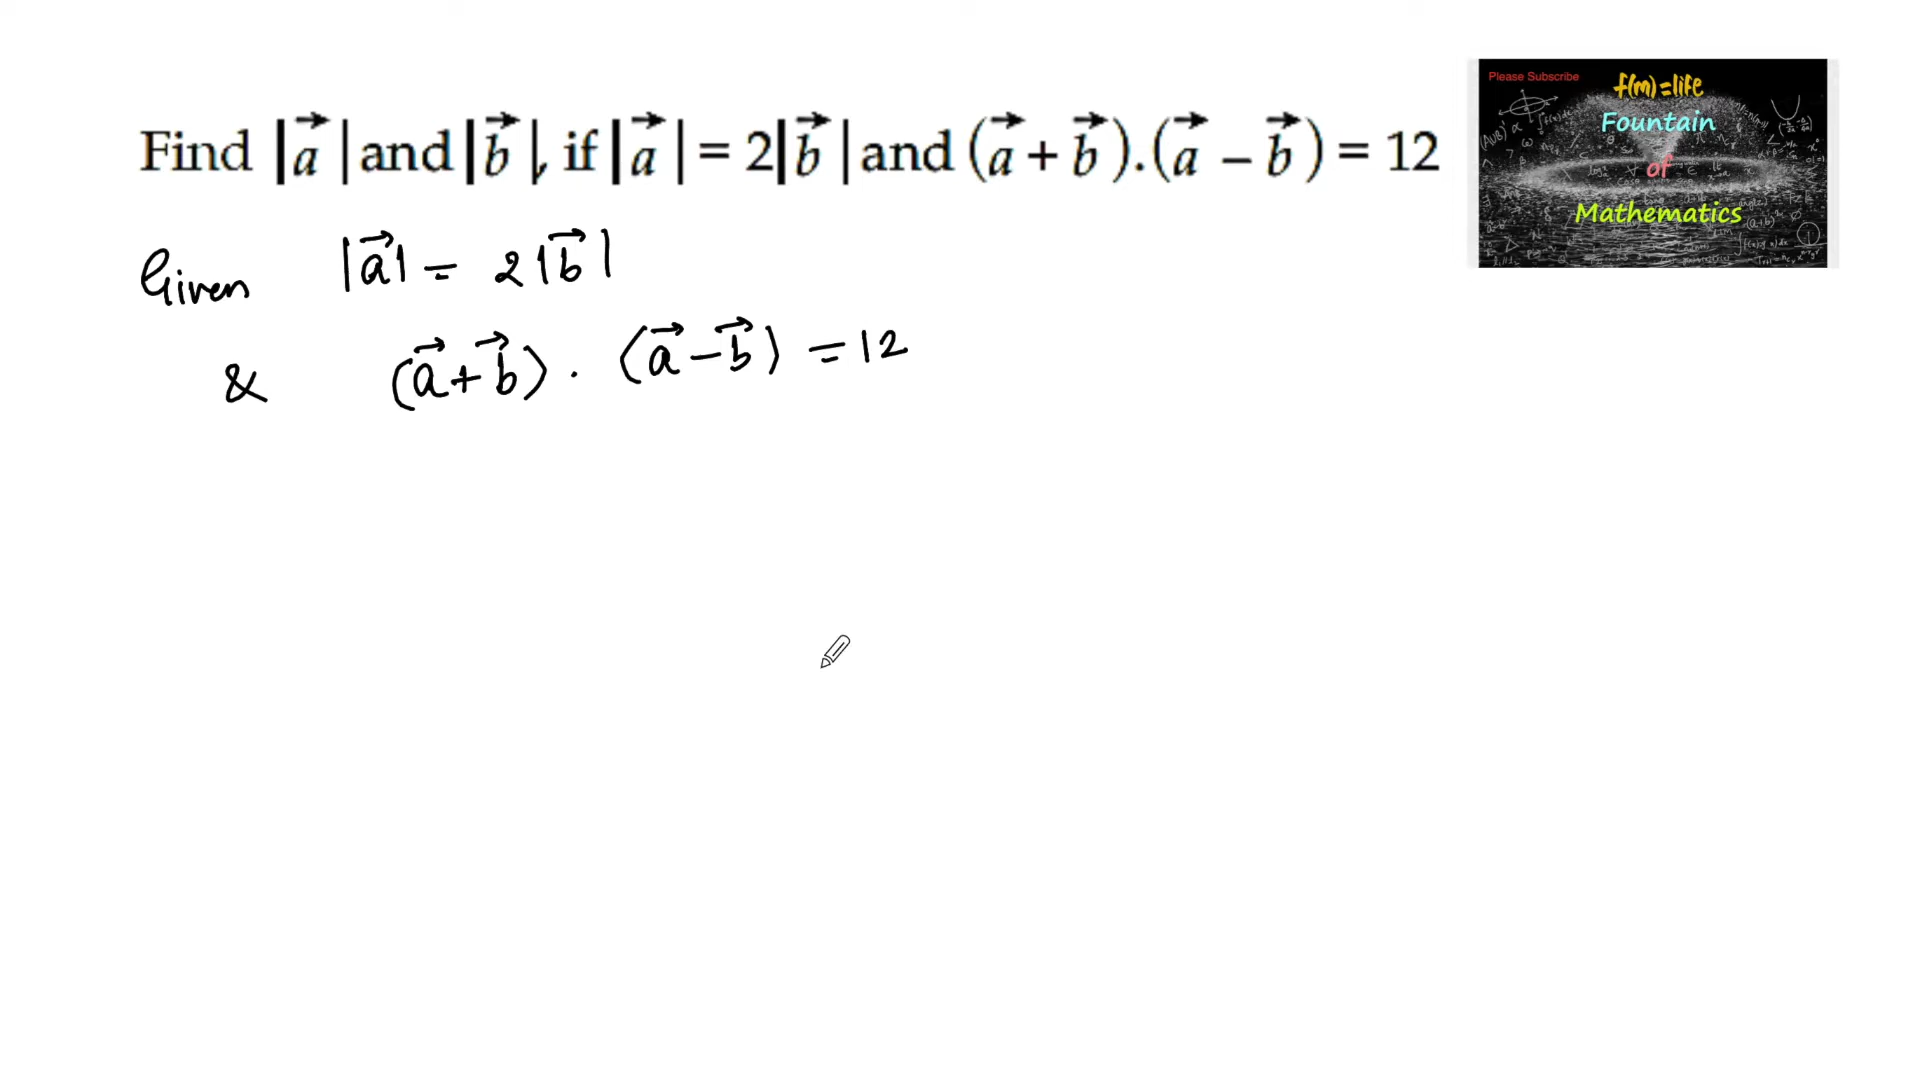 Find |a⃗| and |b⃗|, if |a⃗| = 2|b⃗| and (a⃗ + b⃗).(a⃗ – b⃗) = 12
Given |a⃗| = 2|b⃗|
& (a⃗+b⃗) . (a⃗–b⃗) = 12
Please Subscribe
f(m)=life
Fountain
of
Mathematics